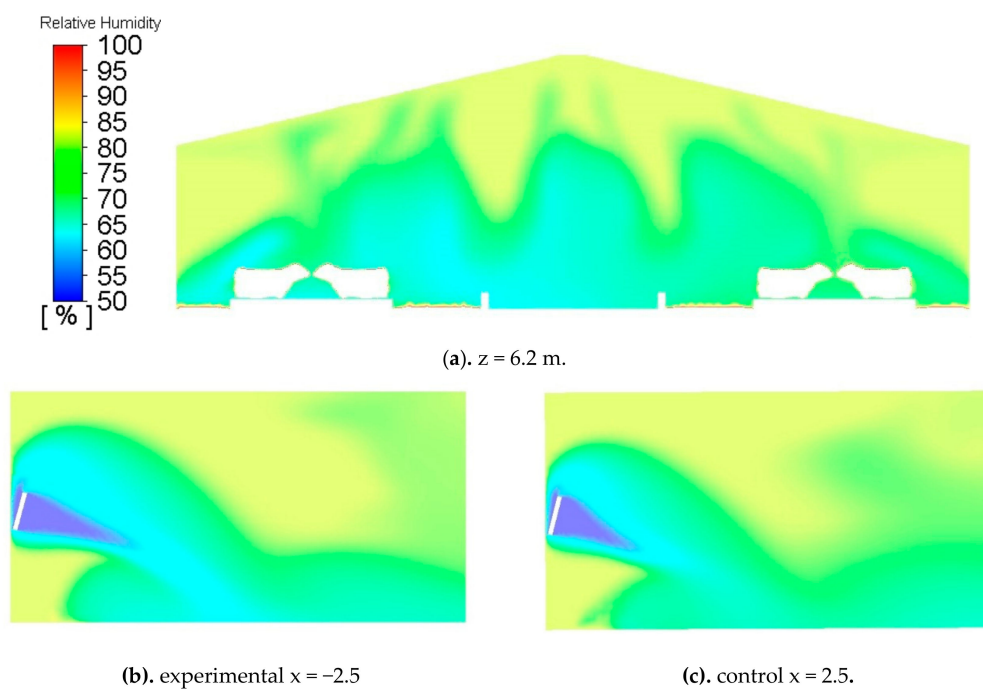 Relative Humidity
100
95
90
85
80
75
70
65
60
55
50
[ % ]
(a). z = 6.2 m.
(b). experimental x = −2.5
(c). control x = 2.5.